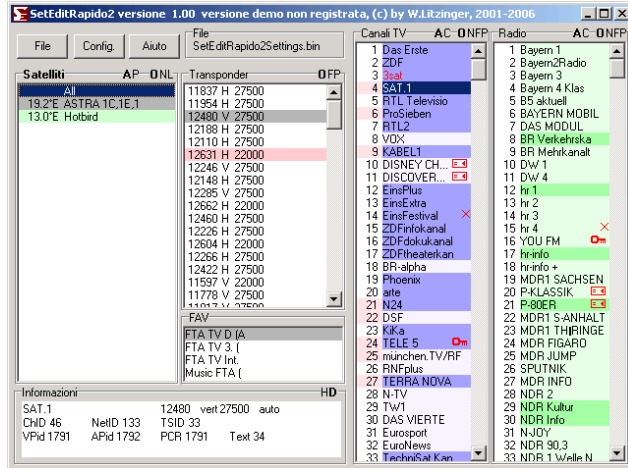 SetEditRapido2 versione 1.00 versione demo non registrata, (c) by W.Litzinger, 2001-2006
File Config. Aiuto
File
SetEditRapido2Settings.bin
Satelliti AP ONL
All
19.2°E ASTRA 1C,1E,1
13.0°E Hotbird
Transponder OFP
11837 H 27500
11954 H 27500
12480 V 27500
12188 H 27500
12110 H 27500
12631 H 22000
12246 V 27500
12148 H 27500
12285 V 27500
12662 H 22000
12460 H 27500
12226 H 27500
12604 H 22000
12266 H 27500
12422 H 27500
11597 V 22000
11778 V 27500
11817 V 27500
FAV
FTA TV D (A
FTA TV 3. (
FTA TV Int.
Music FTA (
Informazioni HD
SAT.1 12480 vert 27500 auto
ChID 46 NetID 133 TSID 33
VPid 1791 APid 1792 PCR 1791 Text 34
Canali TV AC ONFP
1 Das Erste
2 ZDF
3 3sat
4 SAT.1
5 RTL Televisio
6 ProSieben
7 RTL2
8 VOX
9 KABEL1
10 DISNEY CH...
11 DISCOVER...
12 EinsPlus
13 EinsExtra
14 EinsFestival
15 ZDFinfokanal
16 ZDFdokukanal
17 ZDFtheaterkan
18 BR-alpha
19 Phoenix
20 arte
21 N24
22 DSF
23 KiKa
24 TELE 5
25 münchen.TV/RF
26 RNFplus
27 TERRA NOVA
28 N-TV
29 TW1
30 DAS VIERTE
31 Eurosport
32 EuroNews
33 TechniSat Kan
Radio AC ONFP
1 Bayern 1
2 Bayern2Radio
3 Bayern 3
4 Bayern 4 Klas
5 B5 aktuell
6 BAYERN MOBIL
7 DAS MODUL
8 BR Verkehrska
9 BR Mehrkanalt
10 DW 1
11 DW 4
12 hr 1
13 hr 2
14 hr 3
15 hr 4
16 YOU FM
17 hr-info
18 hr-info +
19 MDR1 SACHSEN
20 P-KLASSIK
21 P-80ER
22 MDR1 S-ANHALT
23 MDR1 THIRINGE
24 MDR FIGARO
25 MDR JUMP
26 SPUTNIK
27 MDR INFO
28 NDR 2
29 NDR Kultur
30 NDR Info
31 N-JOY
32 NDR 90,3
33 NDR 1 Welle N